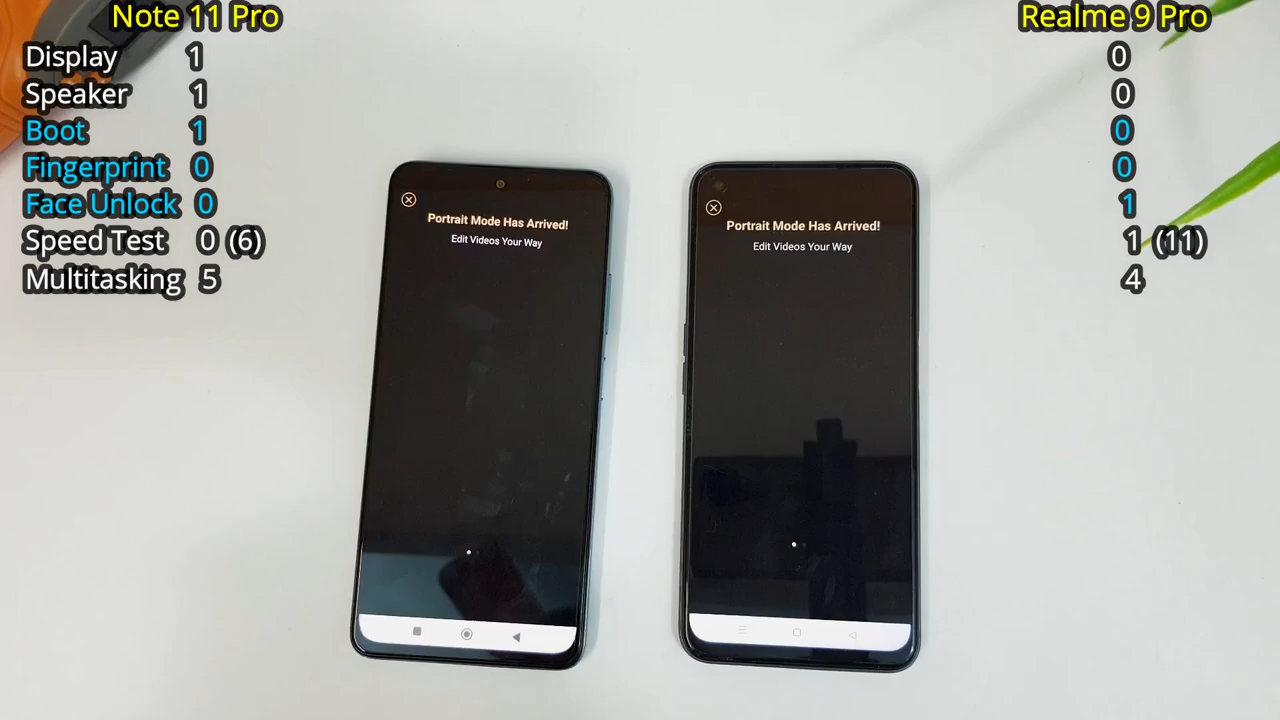 Note 11 Pro
Realme 9 Pro
Display 1
0
Speaker 1
0
Boot 1
0
Fingerprint 0
0
Face Unlock 0
1
Speed Test 0 (6)
1 (11)
Multitasking 5
4
Portrait Mode Has Arrived!
Edit Videos Your Way
Portrait Mode Has Arrived!
Edit Videos Your Way